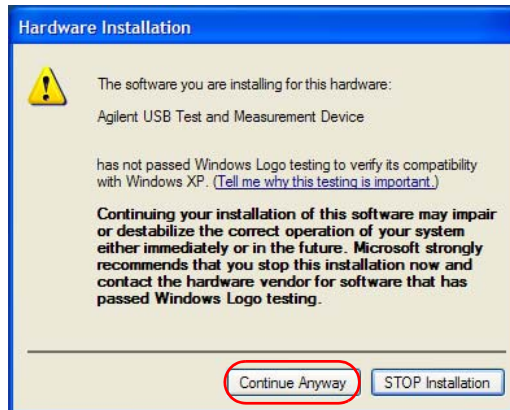 Hardware Installation
The software you are installing for this hardware:
Agilent USB Test and Measurement Device
has not passed Windows Logo testing to verify its compatibility
with Windows XP. (Tell me why this testing is important.)
Continuing your installation of this software may impair
or destabilize the correct operation of your system
either immediately or in the future. Microsoft strongly
recommends that you stop this installation now and
contact the hardware vendor for software that has
passed Windows Logo testing.
Continue Anyway
STOP Installation